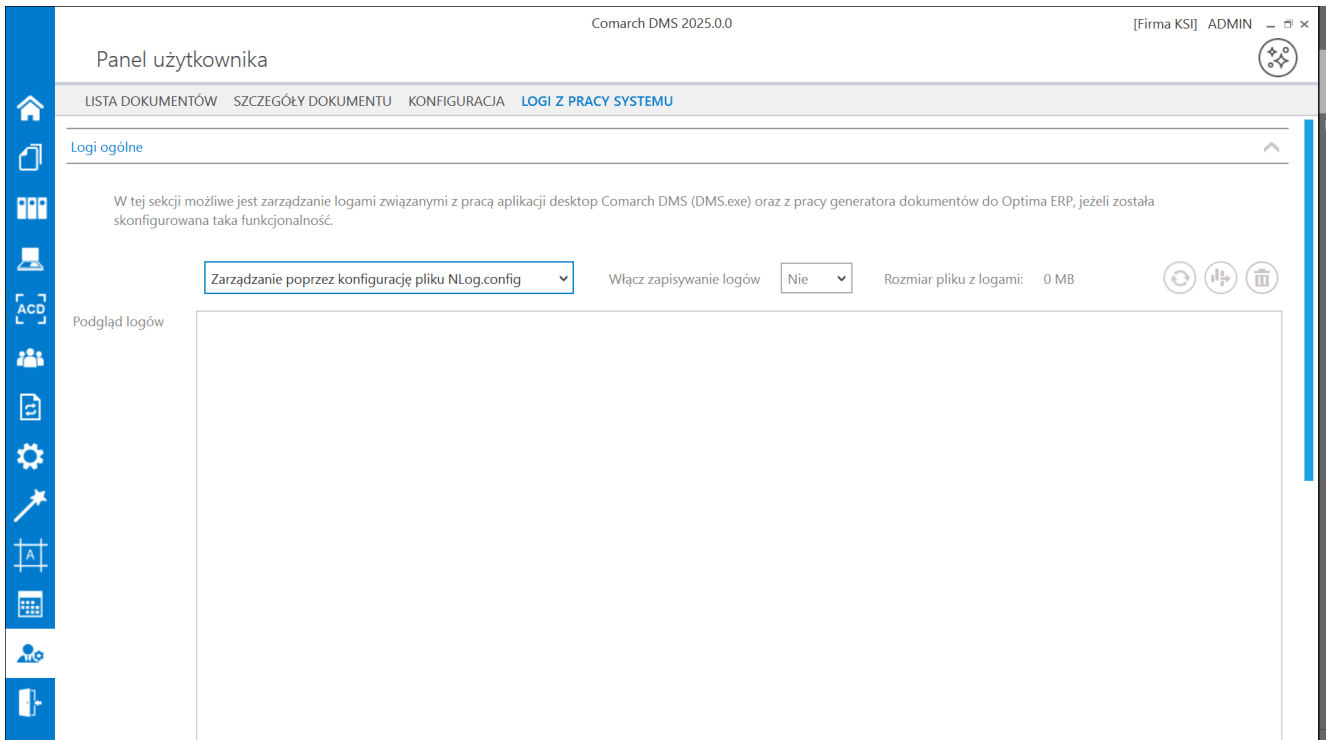 Comarch DMS 2025.0.0
[Firma KSI] ADMIN
Panel użytkownika
LISTA DOKUMENTÓW SZCZEGÓŁY DOKUMENTU KONFIGURACJA LOGI Z PRACY SYSTEMU
Logi ogólne
W tej sekcji możliwe jest zarządzanie logami związanymi z pracą aplikacji desktop Comarch DMS (DMS.exe) oraz z pracy generatora dokumentów do Optima ERP, jeżeli została
skonfigurowana taka funkcjonalność.
Zarządzanie poprzez konfigurację pliku NLog.config Włącz zapisywanie logów Nie Rozmiar pliku z logami: 0 MB
Podgląd logów
ACD
A